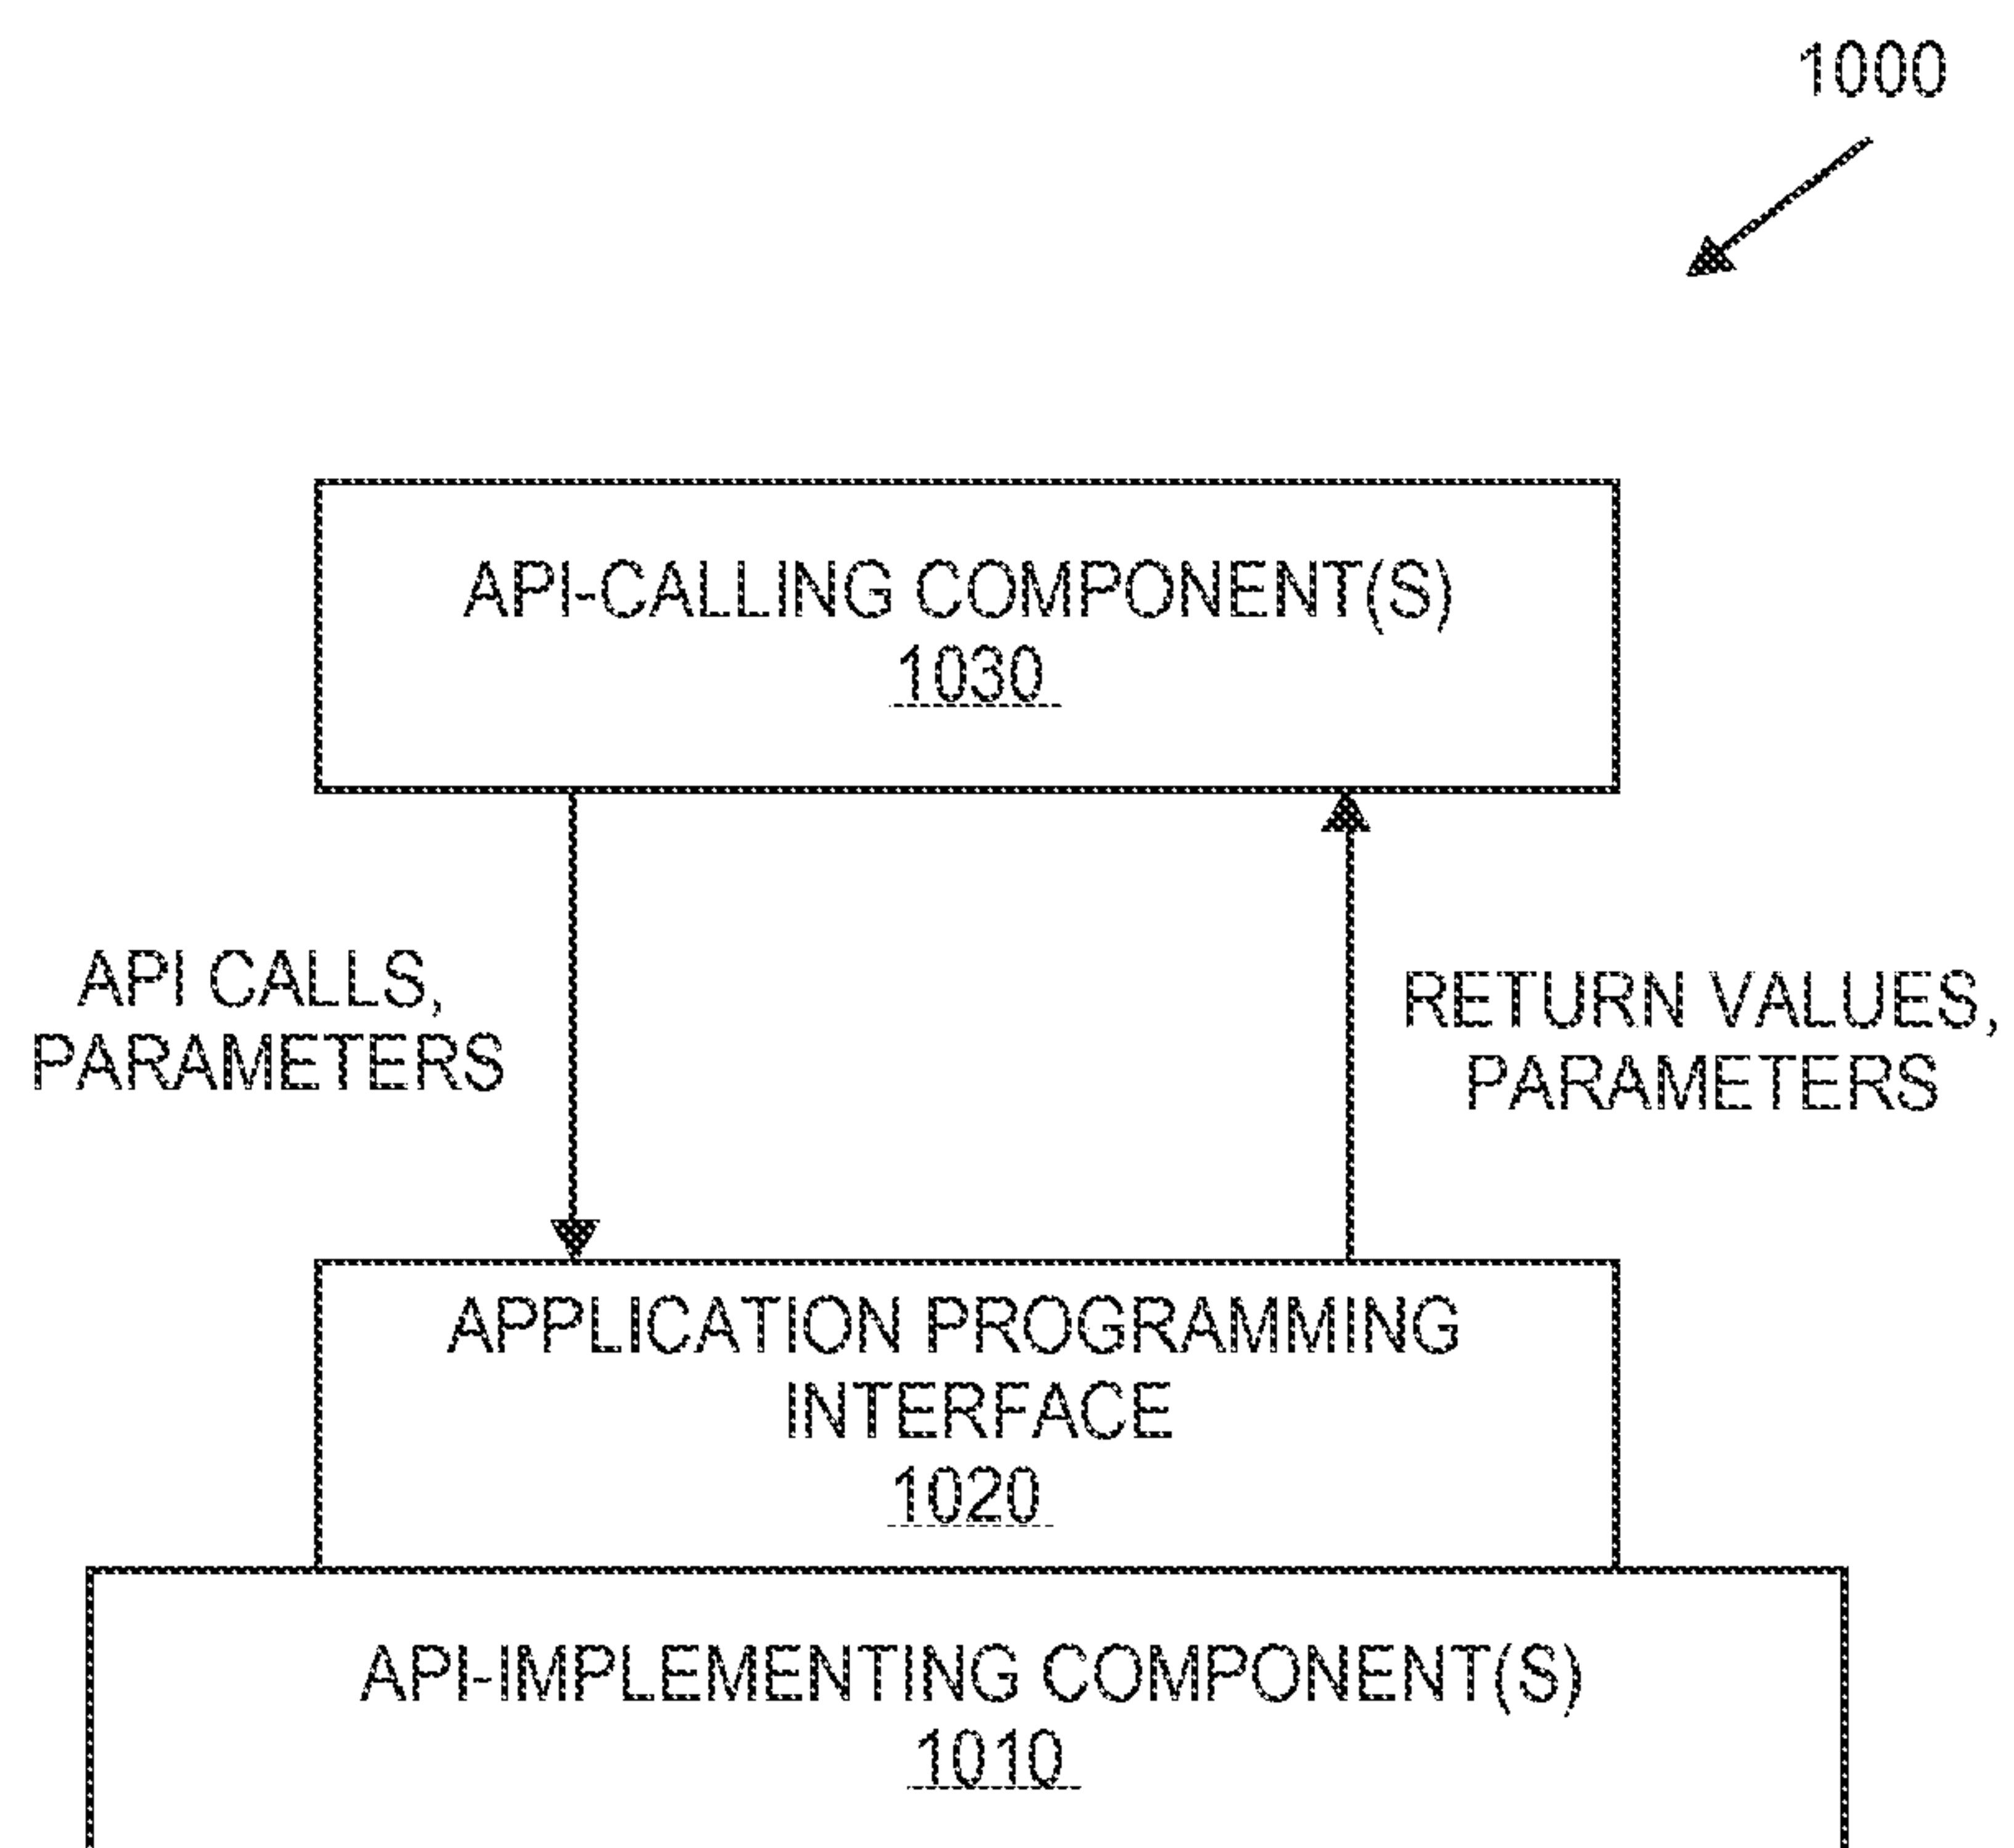 1000
API-CALLING COMPONENT(S)
1030
API CALLS,
PARAMETERS
RETURN VALUES,
PARAMETERS
APPLICATION PROGRAMMING
INTERFACE
1020
API-IMPLEMENTING COMPONENT(S)
1010